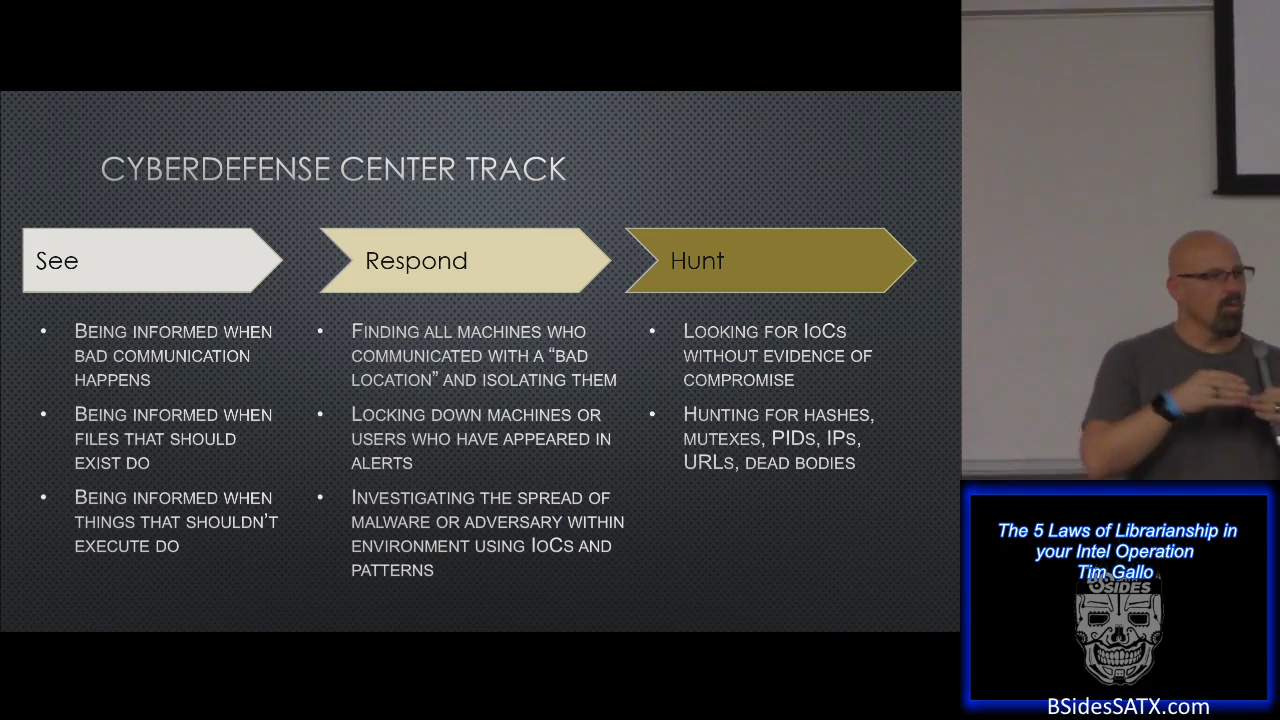 CYBERDEFENSE CENTER TRACK
See
Respond
Hunt
• BEING INFORMED WHEN
BAD COMMUNICATION
HAPPENS
• BEING INFORMED WHEN
FILES THAT SHOULD
EXIST DO
• BEING INFORMED WHEN
THINGS THAT SHOULDN'T
EXECUTE DO
• FINDING ALL MACHINES WHO
COMMUNICATED WITH A “BAD
LOCATION” AND ISOLATING THEM
• LOCKING DOWN MACHINES OR
USERS WHO HAVE APPEARED IN
ALERTS
• INVESTIGATING THE SPREAD OF
MALWARE OR ADVERSARY WITHIN
ENVIRONMENT USING IOCS AND
PATTERNS
• LOOKING FOR IOCS
WITHOUT EVIDENCE OF
COMPROMISE
• HUNTING FOR HASHES,
MUTEXES, PIDS, IPS,
URLS, DEAD BODIES
The 5 Laws of Librarianship in
your Intel Operation
Tim Gallo
BSIDES
BSidesSATX.com